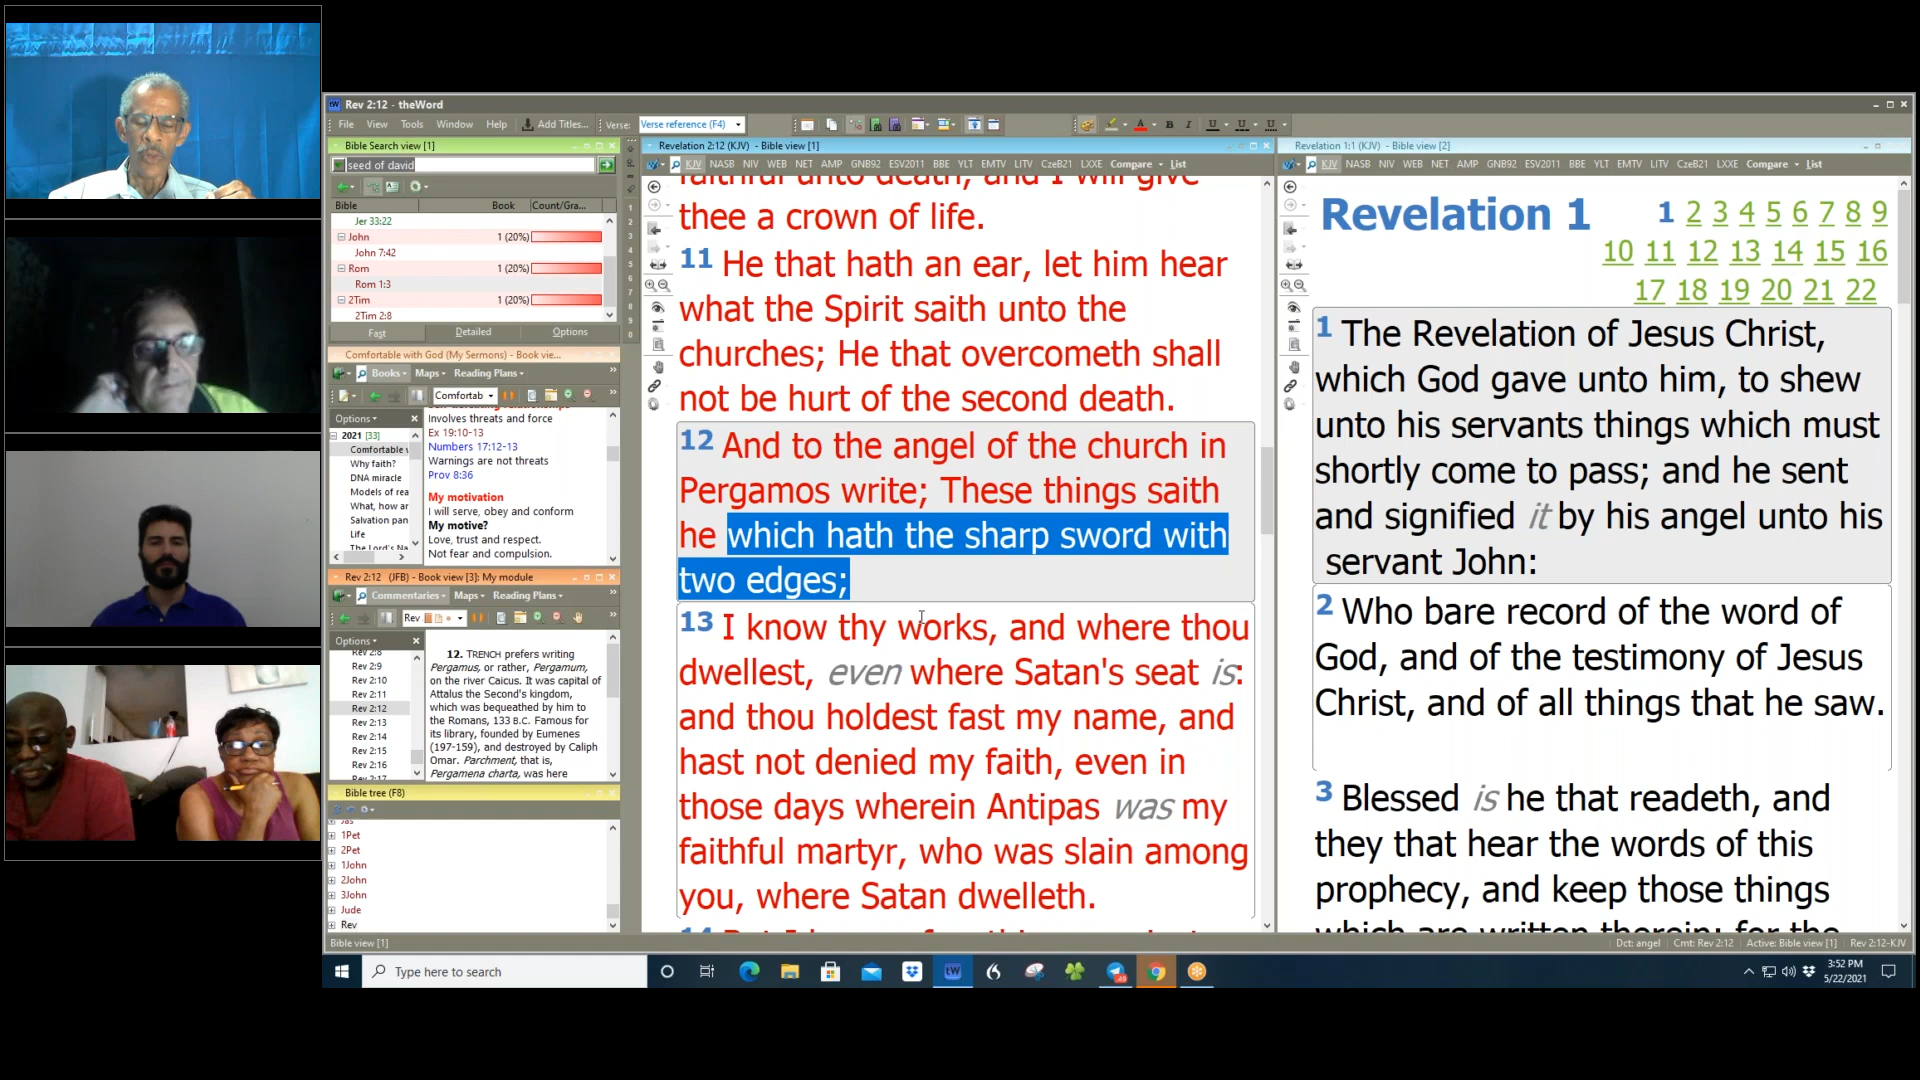 Rev 2:12 - theWord
File View Tools Window Help Add Titles... Verse: Verse reference (F4)
Bible Search view [1]
seed of david
Bible Book Count/Gra...
Jer 33:22
John 1 (20%)
John 7:42
Rom 1 (20%)
Rom 1:3
2Tim 1 (20%)
2Tim 2:8
Fast Detailed Options
Comfortable with God (My Sermons) - Book vie...
Books Maps Reading Plans
Comfortab
Options
2021 [33]
Comfortable
Why faith?
DNA miracle
Models of rea
What, how ar
Salvation pan
Life
The Lord's Na
Involves threats and force
Ex 19:10-13
Numbers 17:12-13
Warnings are not threats
Prov 8:36
My motivation
I will serve, obey and conform
My motive?
Love, trust and respect.
Not fear and compulsion.
Rev 2:12 (JFB) - Book view [3]: My module
Commentaries Maps Reading Plans
Rev
Options
Rev 2:8
Rev 2:9
Rev 2:10
Rev 2:11
Rev 2:12
Rev 2:13
Rev 2:14
Rev 2:15
Rev 2:16
Rev 2:17
12. TRENCH prefers writing
Pergamus, or rather, Pergamum,
on the river Caicus. It was capital of
Attalus the Second's kingdom,
which was bequeathed by him to
the Romans, 133 B.C. Famous for
its library, founded by Eumenes
(197-159), and destroyed by Caliph
Omar. Parchment, that is,
Pergamena charta, was here
Bible tree (F8)
Jas
1Pet
2Pet
1John
2John
3John
Jude
Rev
Bible view [1]
Revelation 2:12 (KJV) - Bible view [1]
KJV NASB NIV WEB NET AMP GNB92 ESV2011 BBE YLT EMTV LITV CzeB21 LXXE Compare List
faithful unto death, and I will give
thee a crown of life.
11 He that hath an ear, let him hear
what the Spirit saith unto the
churches; He that overcometh shall
not be hurt of the second death.
12 And to the angel of the church in
Pergamos write; These things saith
he which hath the sharp sword with
two edges;
13 I know thy works, and where thou
dwellest, even where Satan's seat is:
and thou holdest fast my name, and
hast not denied my faith, even in
those days wherein Antipas was my
faithful martyr, who was slain among
you, where Satan dwelleth.
Revelation 1:1 (KJV) - Bible view [2]
KJV NASB NIV WEB NET AMP GNB92 ESV2011 BBE YLT EMTV LITV CzeB21 LXXE Compare List
Revelation 1 1 2 3 4 5 6 7 8 9
10 11 12 13 14 15 16
17 18 19 20 21 22
1 The Revelation of Jesus Christ,
which God gave unto him, to shew
unto his servants things which must
shortly come to pass; and he sent
and signified it by his angel unto his
servant John:
2 Who bare record of the word of
God, and of the testimony of Jesus
Christ, and of all things that he saw.
3 Blessed is he that readeth, and
they that hear the words of this
prophecy, and keep those things
which are written therein: for the
Dct: angel Cmt: Rev 2:12 Active: Bible view [1] Rev 2:12-KJV
Type here to search
3:52 PM
5/22/2021